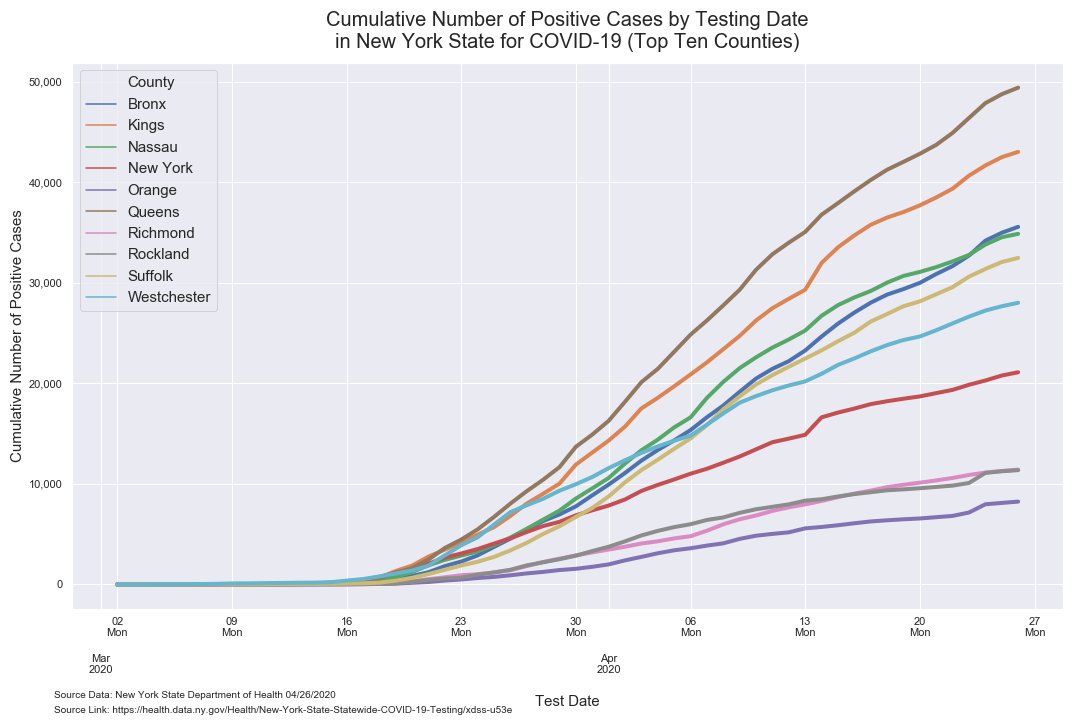 Cumulative Number of Positive Cases by Testing Date
in New York State for COVID-19 (Top Ten Counties)
Cumulative Number of Positive Cases
50,000
40,000
30,000
20,000
10,000
0
County
Bronx
Kings
Nassau
New York
Orange
Queens
Richmond
Rockland
Suffolk
Westchester
02 09 16 23 30 06 13 20 27
Mon Mon Mon Mon Mon Mon Mon Mon Mon
Mar Apr
2020 2020
Test Date
Source Data: New York State Department of Health 04/26/2020
Source Link: https://health.data.ny.gov/Health/New-York-State-Statewide-COVID-19-Testing/xdss-u53e